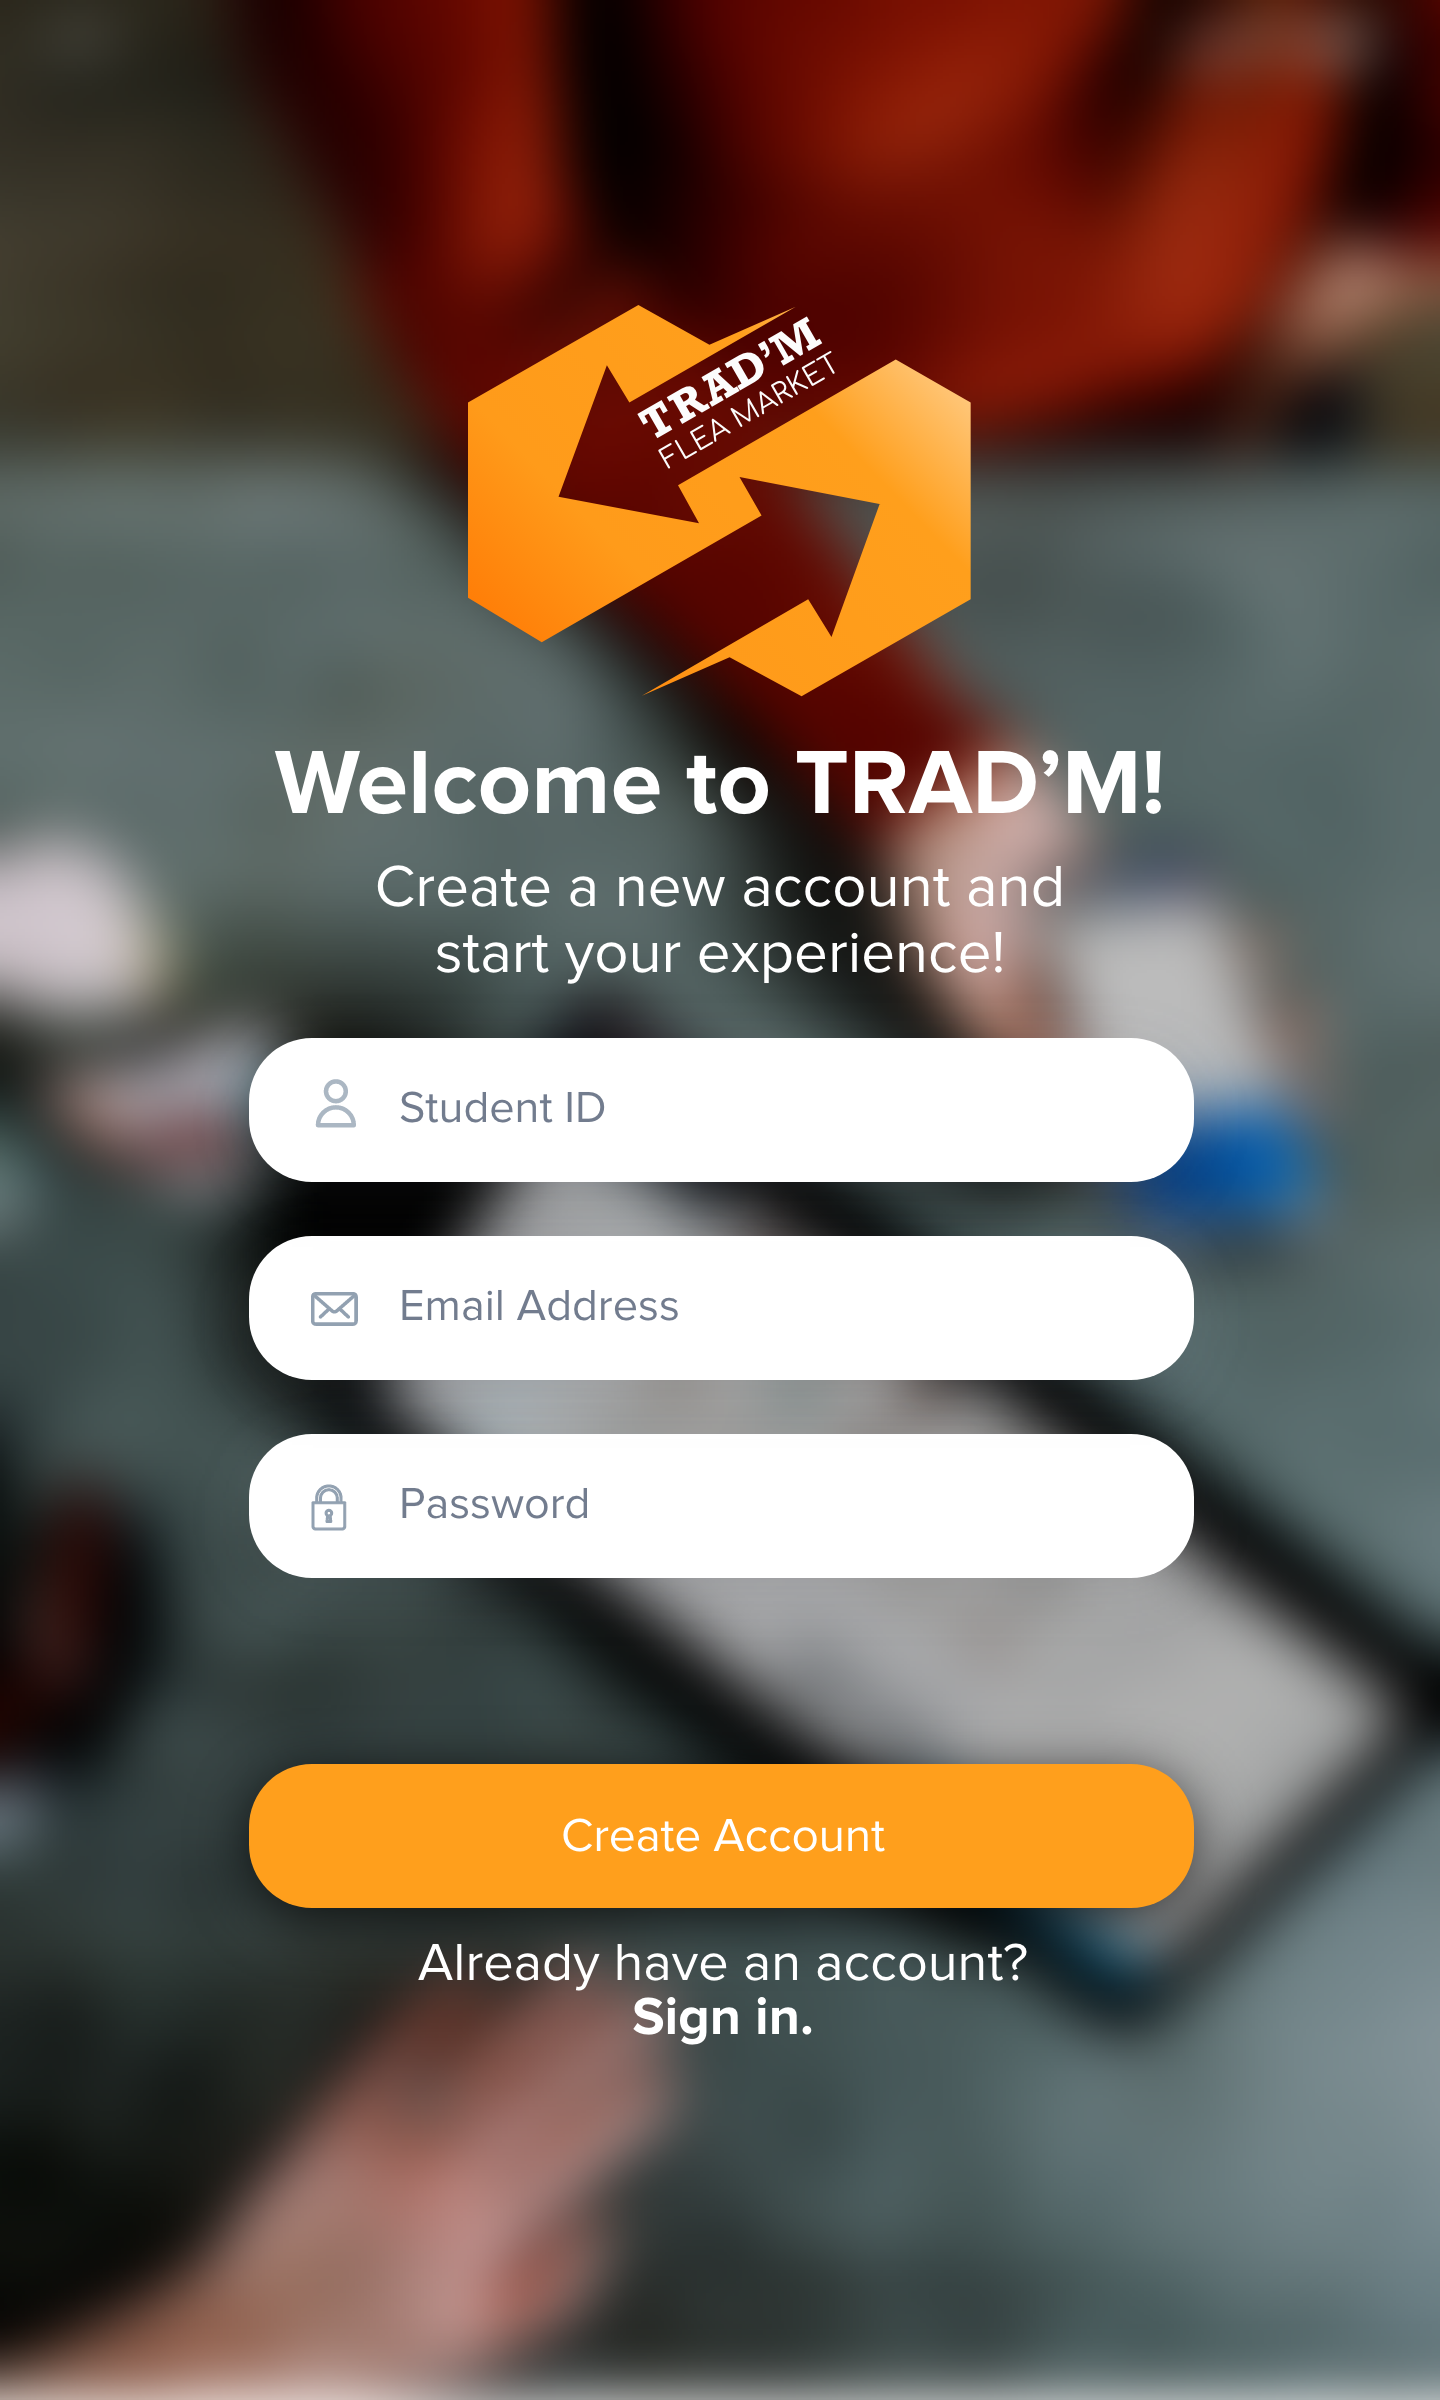 TRAD’M
FLEA MARKET
Welcome to TRAD’M!
Create a new account and
start your experience!
Student ID
Email Address
Password
Create Account
Already have an account?
Sign in.